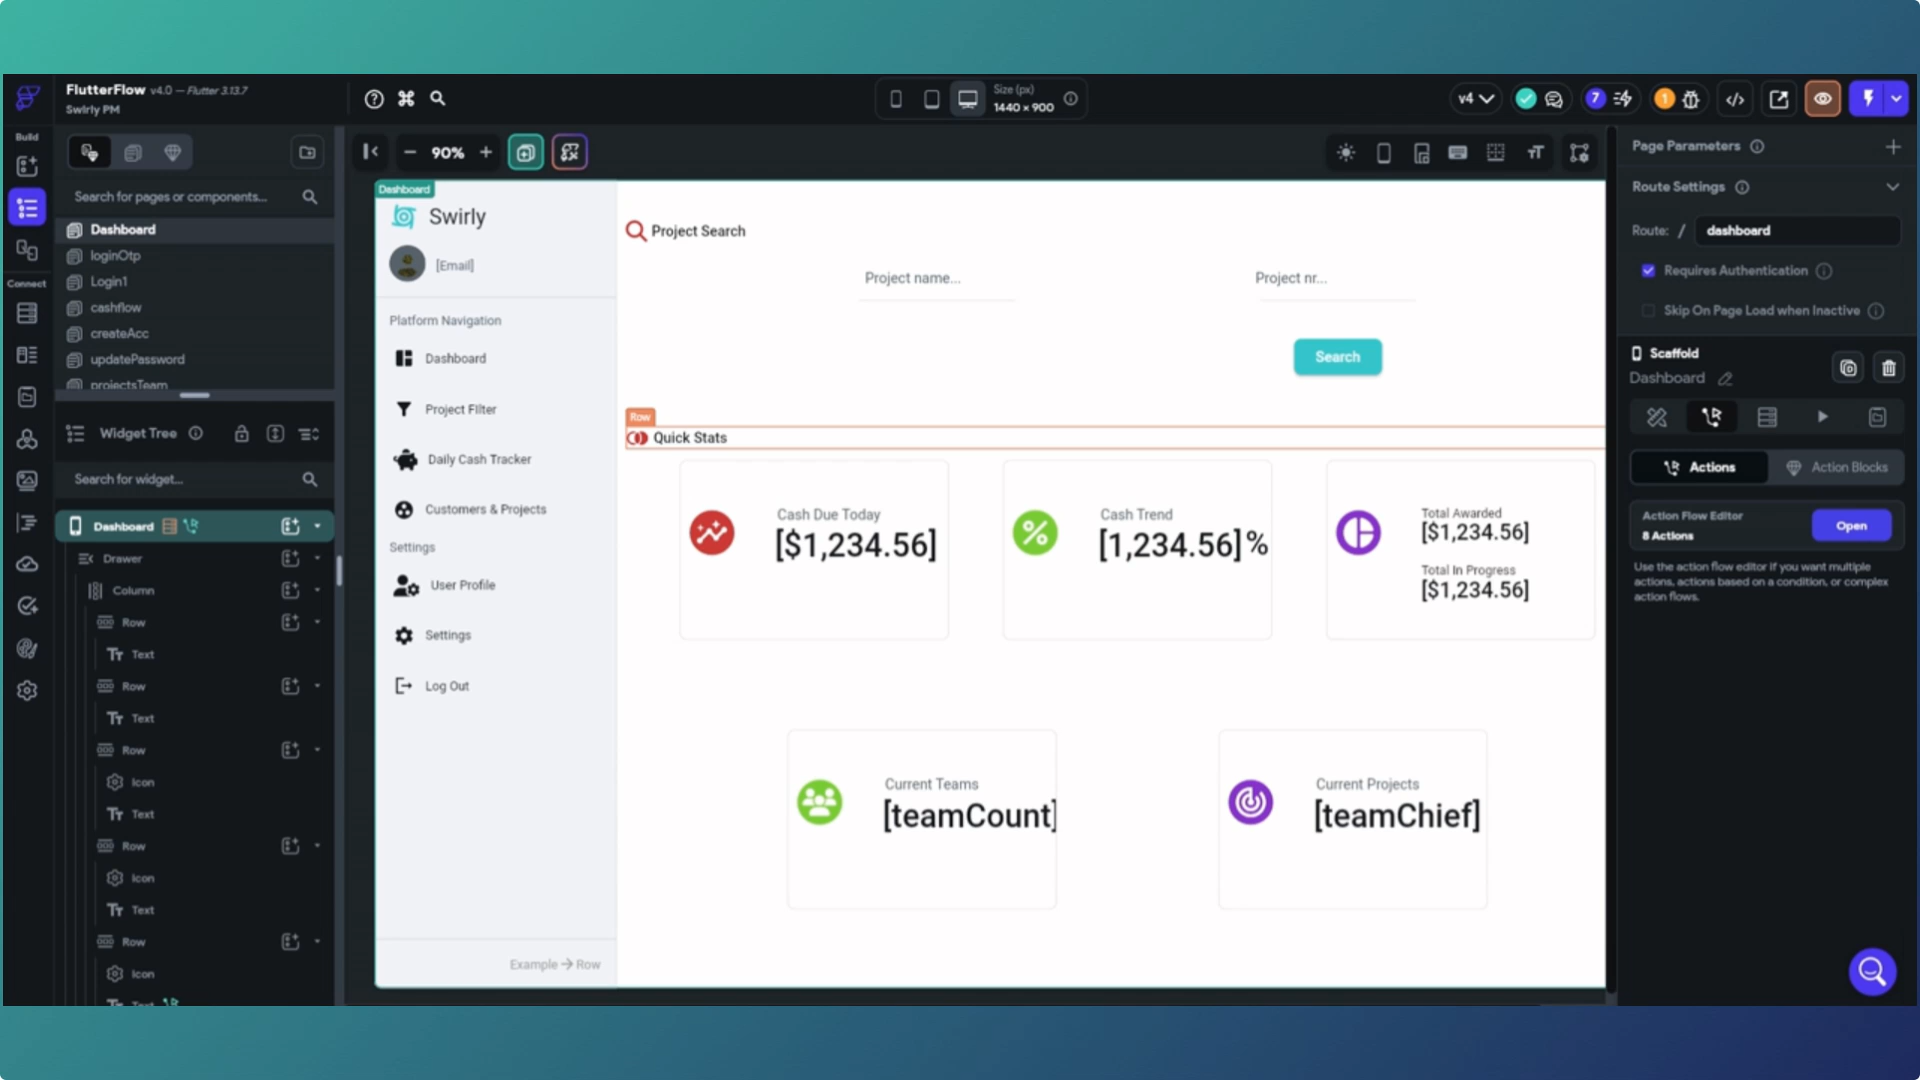 FlutterFlow v4.0 — Flutter 3.13.7
Swirly PM
Size (px)
1440 × 900
v4
7
1
Build
Connect
Search for pages or components...
Dashboard
loginOtp
Login1
cashflow
createAcc
updatePassword
projectsTeam
Widget Tree
Search for widget...
Dashboard
Drawer
Column
Row
Text
Row
Text
Row
Icon
Text
Row
Icon
Text
Row
Icon
Text
90%
Dashboard
Swirly
[Email]
Platform Navigation
Dashboard
Project Filter
Daily Cash Tracker
Customers & Projects
Settings
User Profile
Settings
Log Out
Example → Row
Project Search
Project name...
Project nr...
Search
Row
Quick Stats
Cash Due Today
[$1,234.56]
Cash Trend
[1,234.56]%
Total Awarded
[$1,234.56]
Total In Progress
[$1,234.56]
Current Teams
[teamCount]
Current Projects
[teamChief]
Page Parameters
Route Settings
Route: / dashboard
Requires Authentication
Skip On Page Load when Inactive
Scaffold
Dashboard
Actions
Action Blocks
Action Flow Editor
8 Actions
Open
Use the action flow editor if you want multiple
actions, actions based on a condition, or complex
action flows.